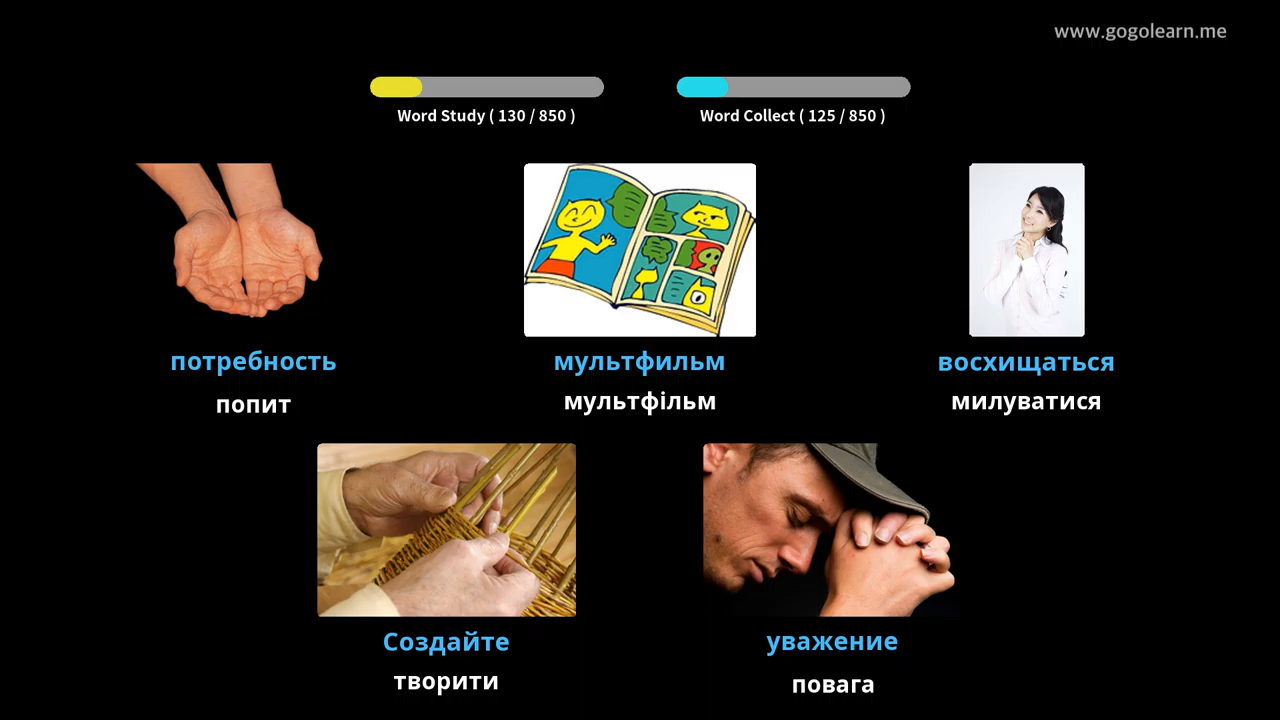 www.gogolearn.me
Word Study ( 130 / 850 )
Word Collect ( 125 / 850 )
потребность
мультфильм
восхищаться
попит
мультфільм
милуватися
Создайте
уважение
творити
повага